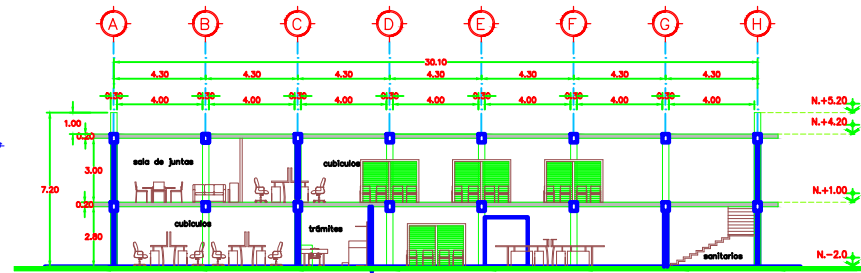 A B C D E F G H
30.10
4.30 4.30 4.30 4.30 4.30 4.30 4.30
0.30 0.30 0.30 0.30 0.30 0.30 0.30 0.30
4.00 4.00 4.00 4.00 4.00 4.00 4.00
N.+5.20
1.00
N.+4.20
0.20
sala de juntas
cubiculos
3.00
7.20
N.+1.00
0.20
cubiculos
trámites
2.80
sanitarios
N.-2.0